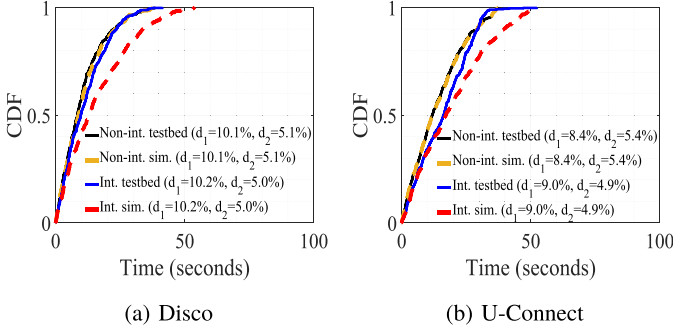 1
0.5
0
CDF
Non-int. testbed (d1=10.1%, d2=5.1%)
Non-int. sim. (d1=10.1%, d2=5.1%)
Int. testbed (d1=10.2%, d2=5.0%)
Int. sim. (d1=10.2%, d2=5.0%)
0 50 100
Time (seconds)
(a) Disco
1
0.5
0
CDF
Non-int. testbed (d1=8.4%, d2=5.4%)
Non-int. sim. (d1=8.4%, d2=5.4%)
Int. testbed (d1=9.0%, d2=4.9%)
Int. sim. (d1=9.0%, d2=4.9%)
0 50 100
Time (seconds)
(b) U-Connect